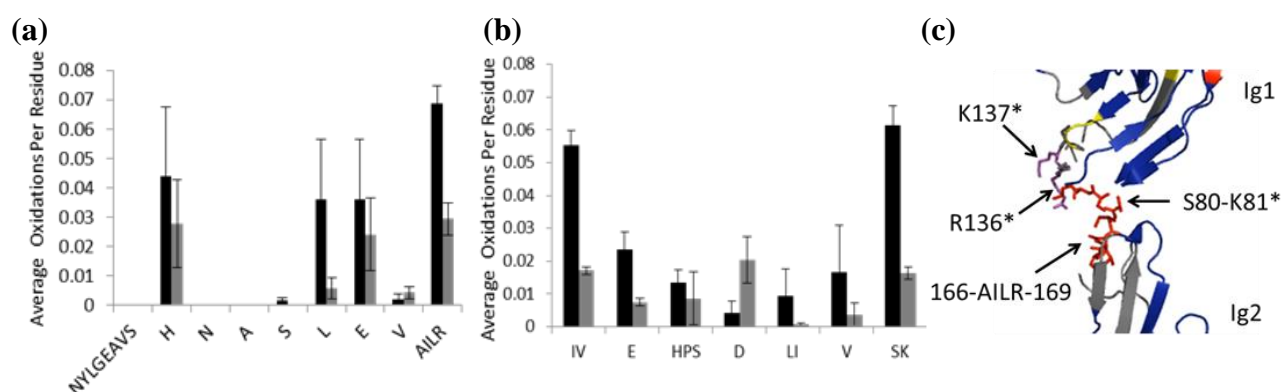 (a)
Average Oxidations Per Residue
0.08
0.07
0.06
0.05
0.04
0.03
0.02
0.01
0
NYLGEAVS
H
N
A
S
L
E
V
AILR
(b)
Average Oxidations Per Residue
0.08
0.07
0.06
0.05
0.04
0.03
0.02
0.01
0
IV
E
HPS
D
LI
V
SK
(c)
Ig1
K137*
S80-K81*
R136*
166-AILR-169
Ig2